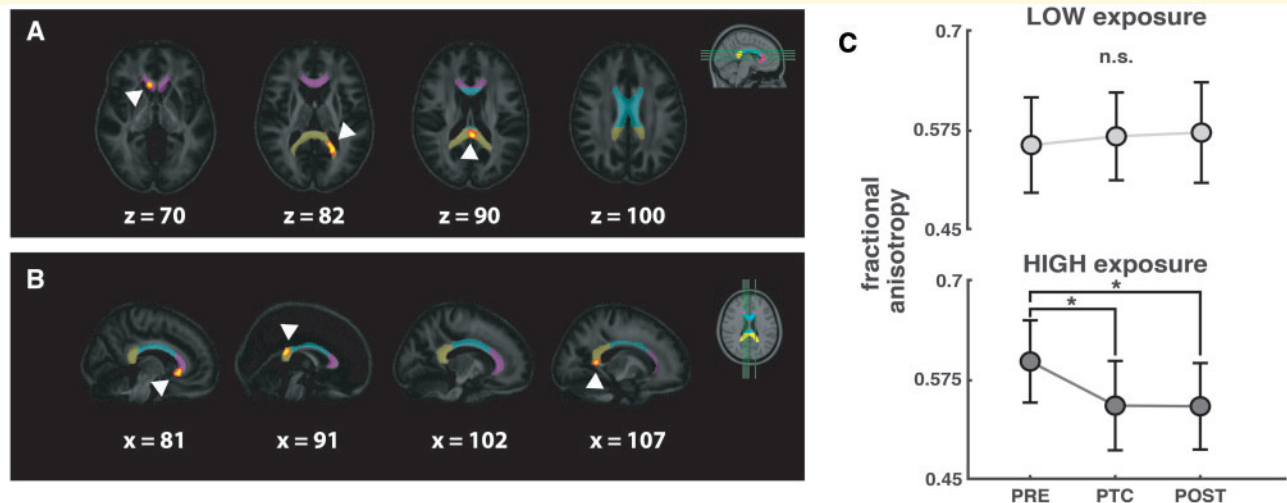 A
z = 70
z = 82
z = 90
z = 100
B
x = 81
x = 91
x = 102
x = 107
C
LOW exposure
n.s.
0.7
0.575
0.45
fractional
anisotropy
HIGH exposure
0.7
*
*
0.575
0.45
PRE
PTC
POST